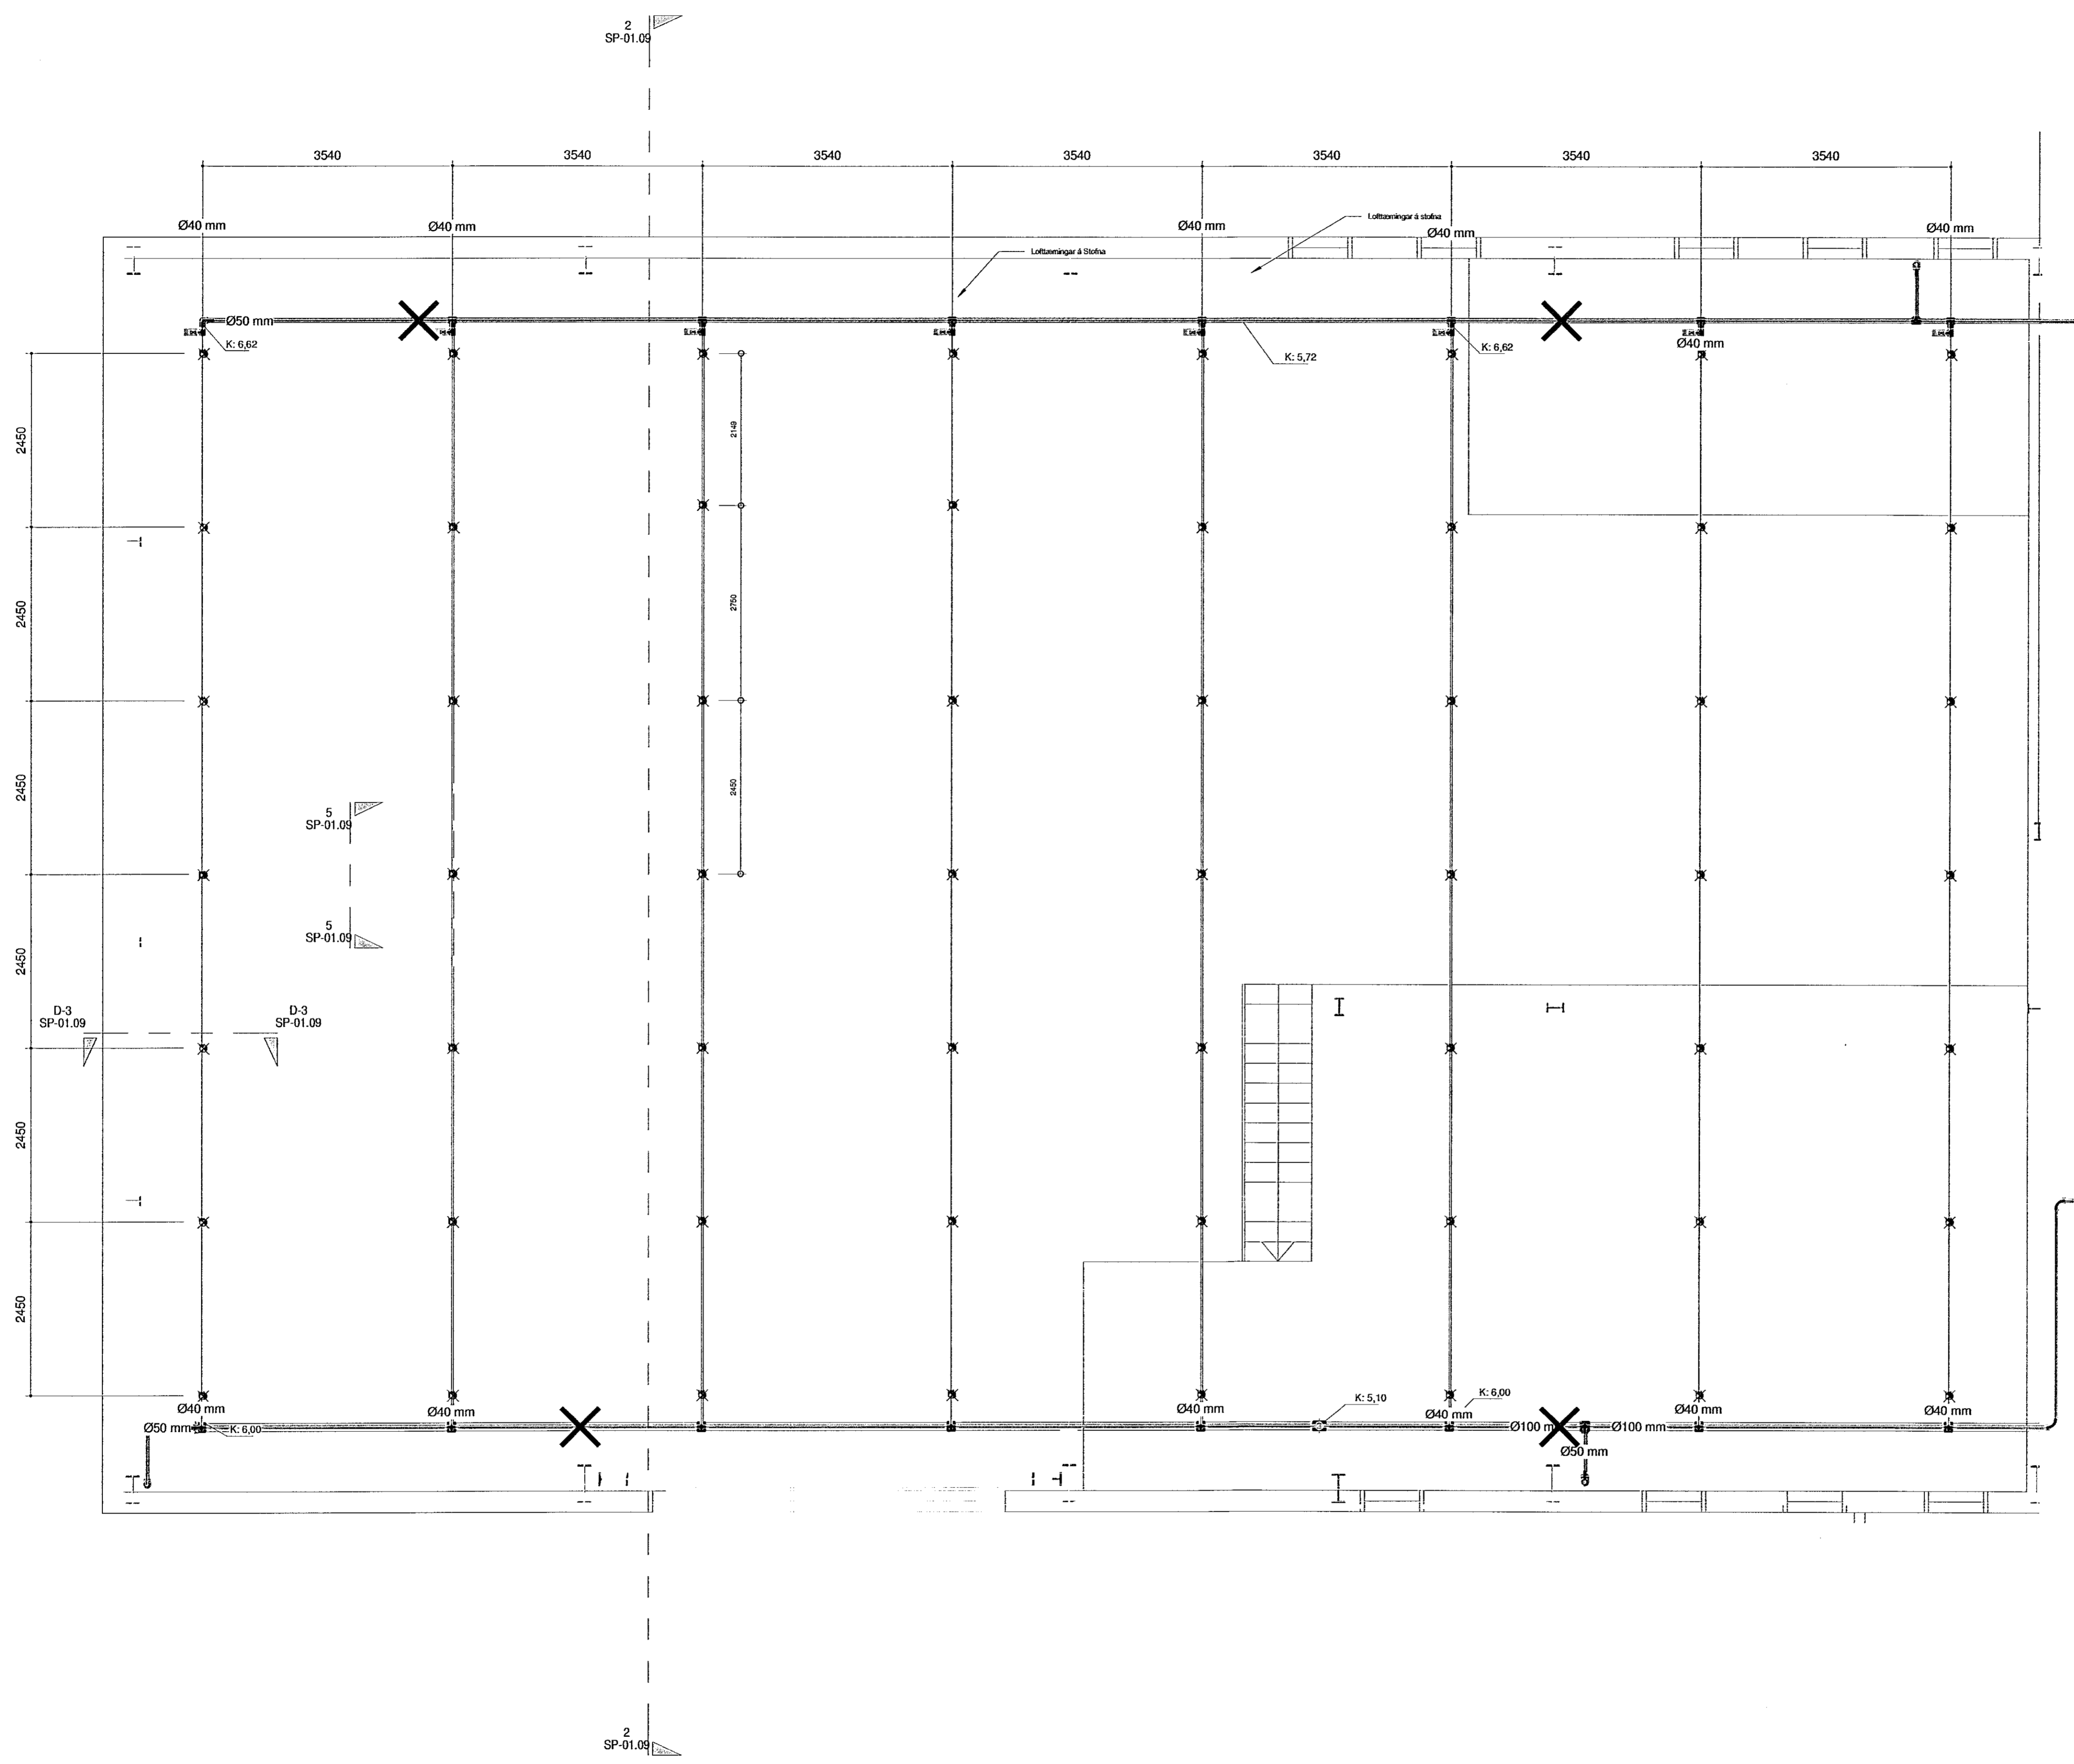 2
SP-01.09
3540 3540 3540 3540 3540 3540 3540
Ø40 mm Ø40 mm Ø40 mm Ø40 mm Ø40 mm
Lofttæmingar á stofna
Lofttæmingar á Stofna
Ø50 mm
K: 6,62
K: 5,72
K: 6,62
Ø40 mm
2450
2149
2450
2750
2450
2450
5
SP-01.09
2450
5
SP-01.09
D-3
SP-01.09
D-3
SP-01.09
2450
2450
K: 5,10
K: 6,00
Ø40 mm Ø40 mm Ø40 mm Ø40 mm Ø40 mm Ø40 mm
Ø50 mm
K: 6,00
Ø100 mm
Ø100 mm
Ø50 mm
2
SP-01.09